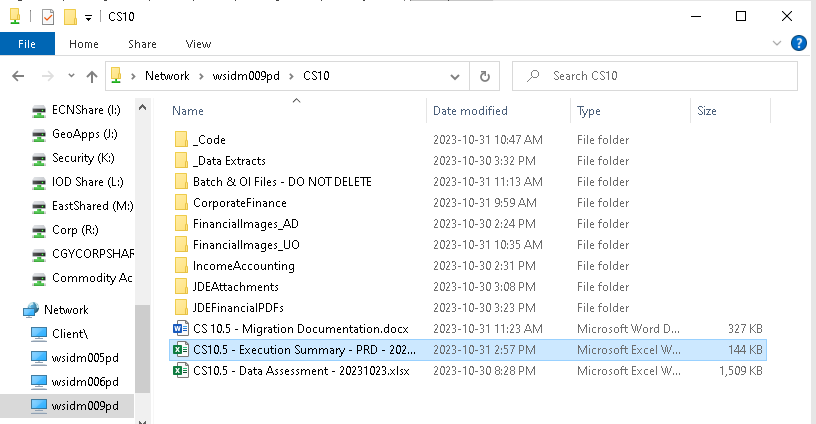 CS10
File Home Share View
Network wsidm009pd CS10 Search CS10
Name Date modified Type Size
ECNShare (I:)
GeoApps (J:)
Security (K:)
IOD Share (L:)
EastShared (M:)
Corp (R:)
CGYCORPSHAR
Commodity Ac
Network
Client\
wsidm005pd
wsidm006pd
wsidm009pd
_Code 2023-10-31 10:47 AM File folder
_Data Extracts 2023-10-30 3:32 PM File folder
Batch & OI Files - DO NOT DELETE 2023-10-31 11:13 AM File folder
CorporateFinance 2023-10-31 9:59 AM File folder
FinancialImages_AD 2023-10-30 2:24 PM File folder
FinancialImages_UO 2023-10-31 10:35 AM File folder
IncomeAccounting 2023-10-30 2:31 PM File folder
JDEAttachments 2023-10-30 3:08 PM File folder
JDEFinancialPDFs 2023-10-30 3:23 PM File folder
CS 10.5 - Migration Documentation.docx 2023-10-31 11:23 AM Microsoft Word D... 327 KB
CS10.5 - Execution Summary - PRD - 202... 2023-10-31 2:57 PM Microsoft Excel W... 144 KB
CS10.5 - Data Assessment - 20231023.xlsx 2023-10-30 8:28 PM Microsoft Excel W... 1,509 KB